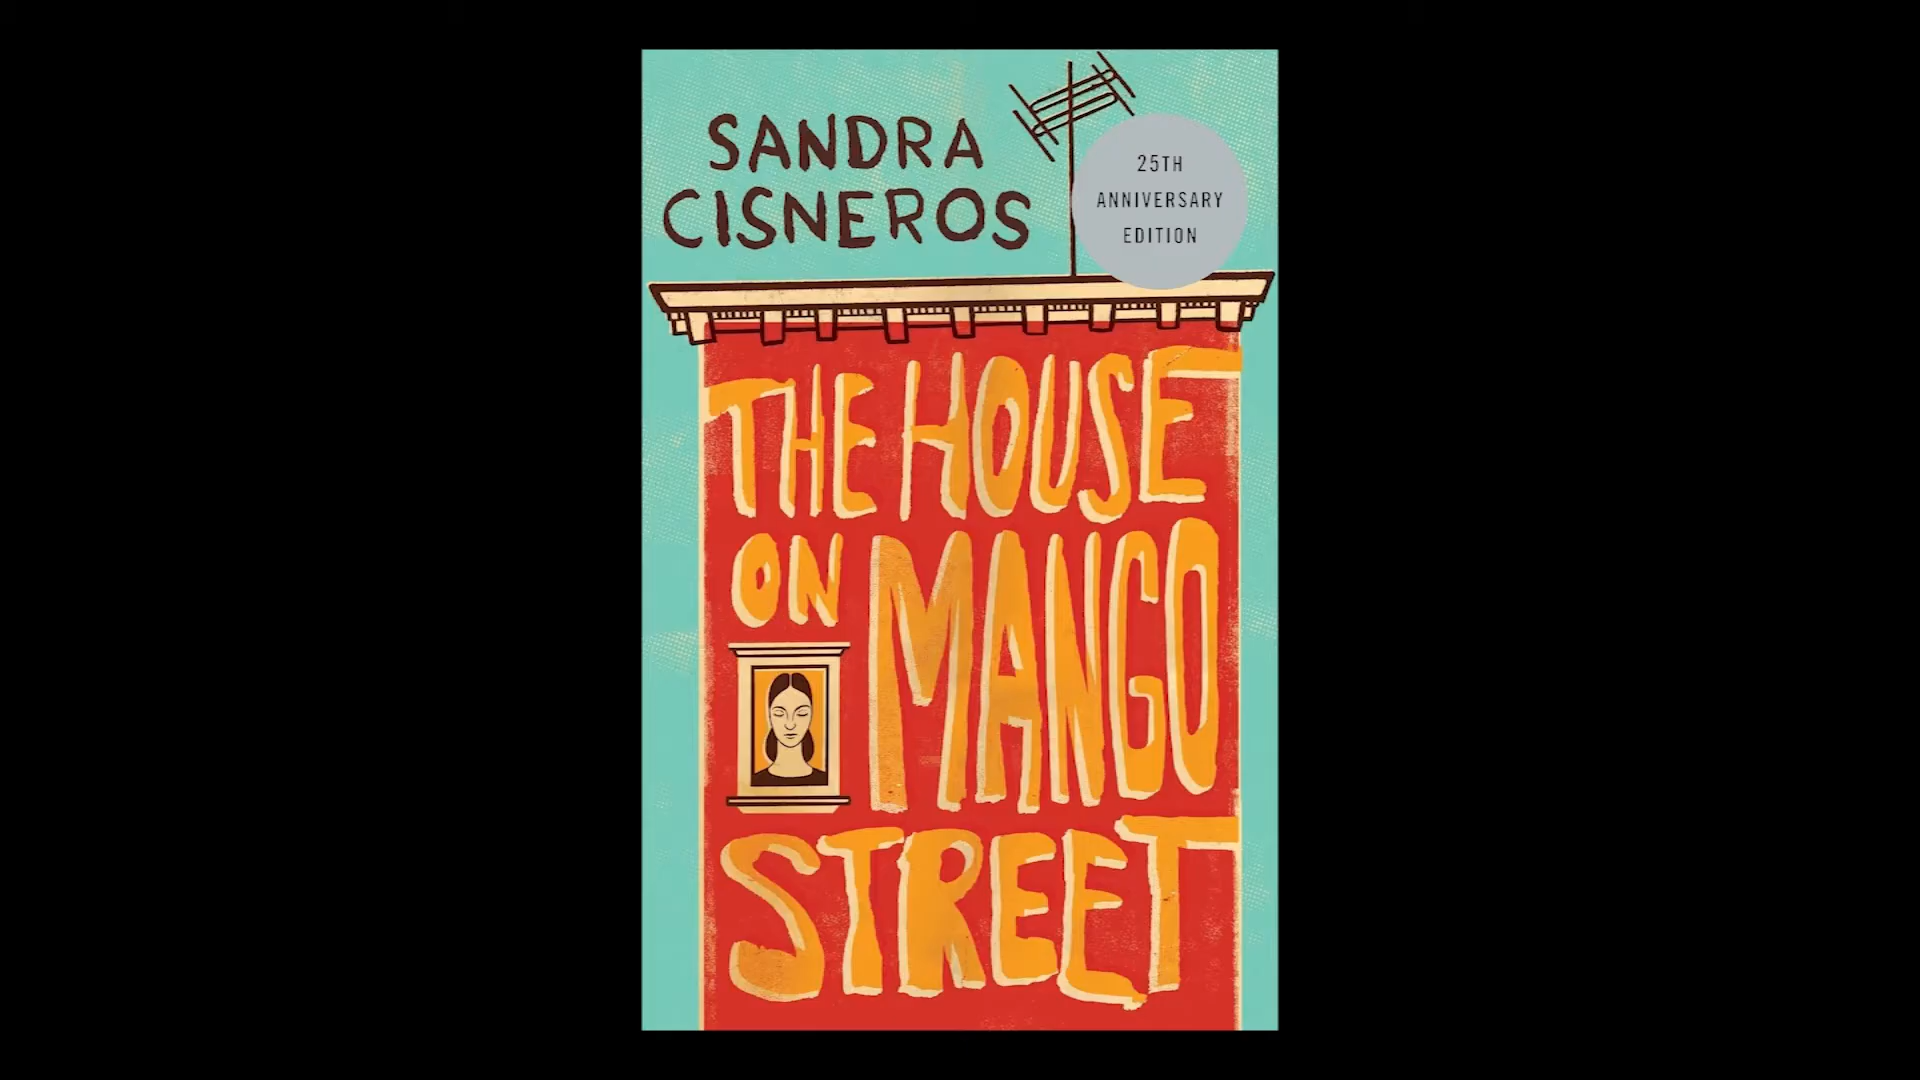 SANDRA
CISNEROS
25TH
ANNIVERSARY
EDITION
THE HOUSE
ON MANGO
STREET